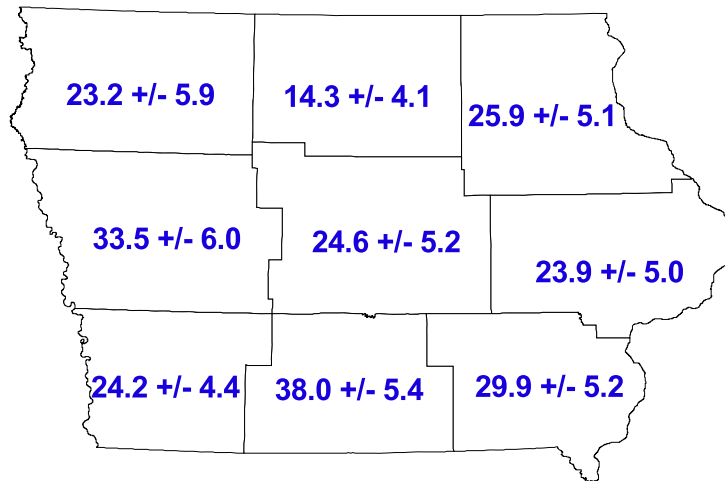 23.2 +/- 5.9
14.3 +/- 4.1
25.9 +/- 5.1
33.5 +/- 6.0
24.6 +/- 5.2
23.9 +/- 5.0
24.2 +/- 4.4
38.0 +/- 5.4
29.9 +/- 5.2